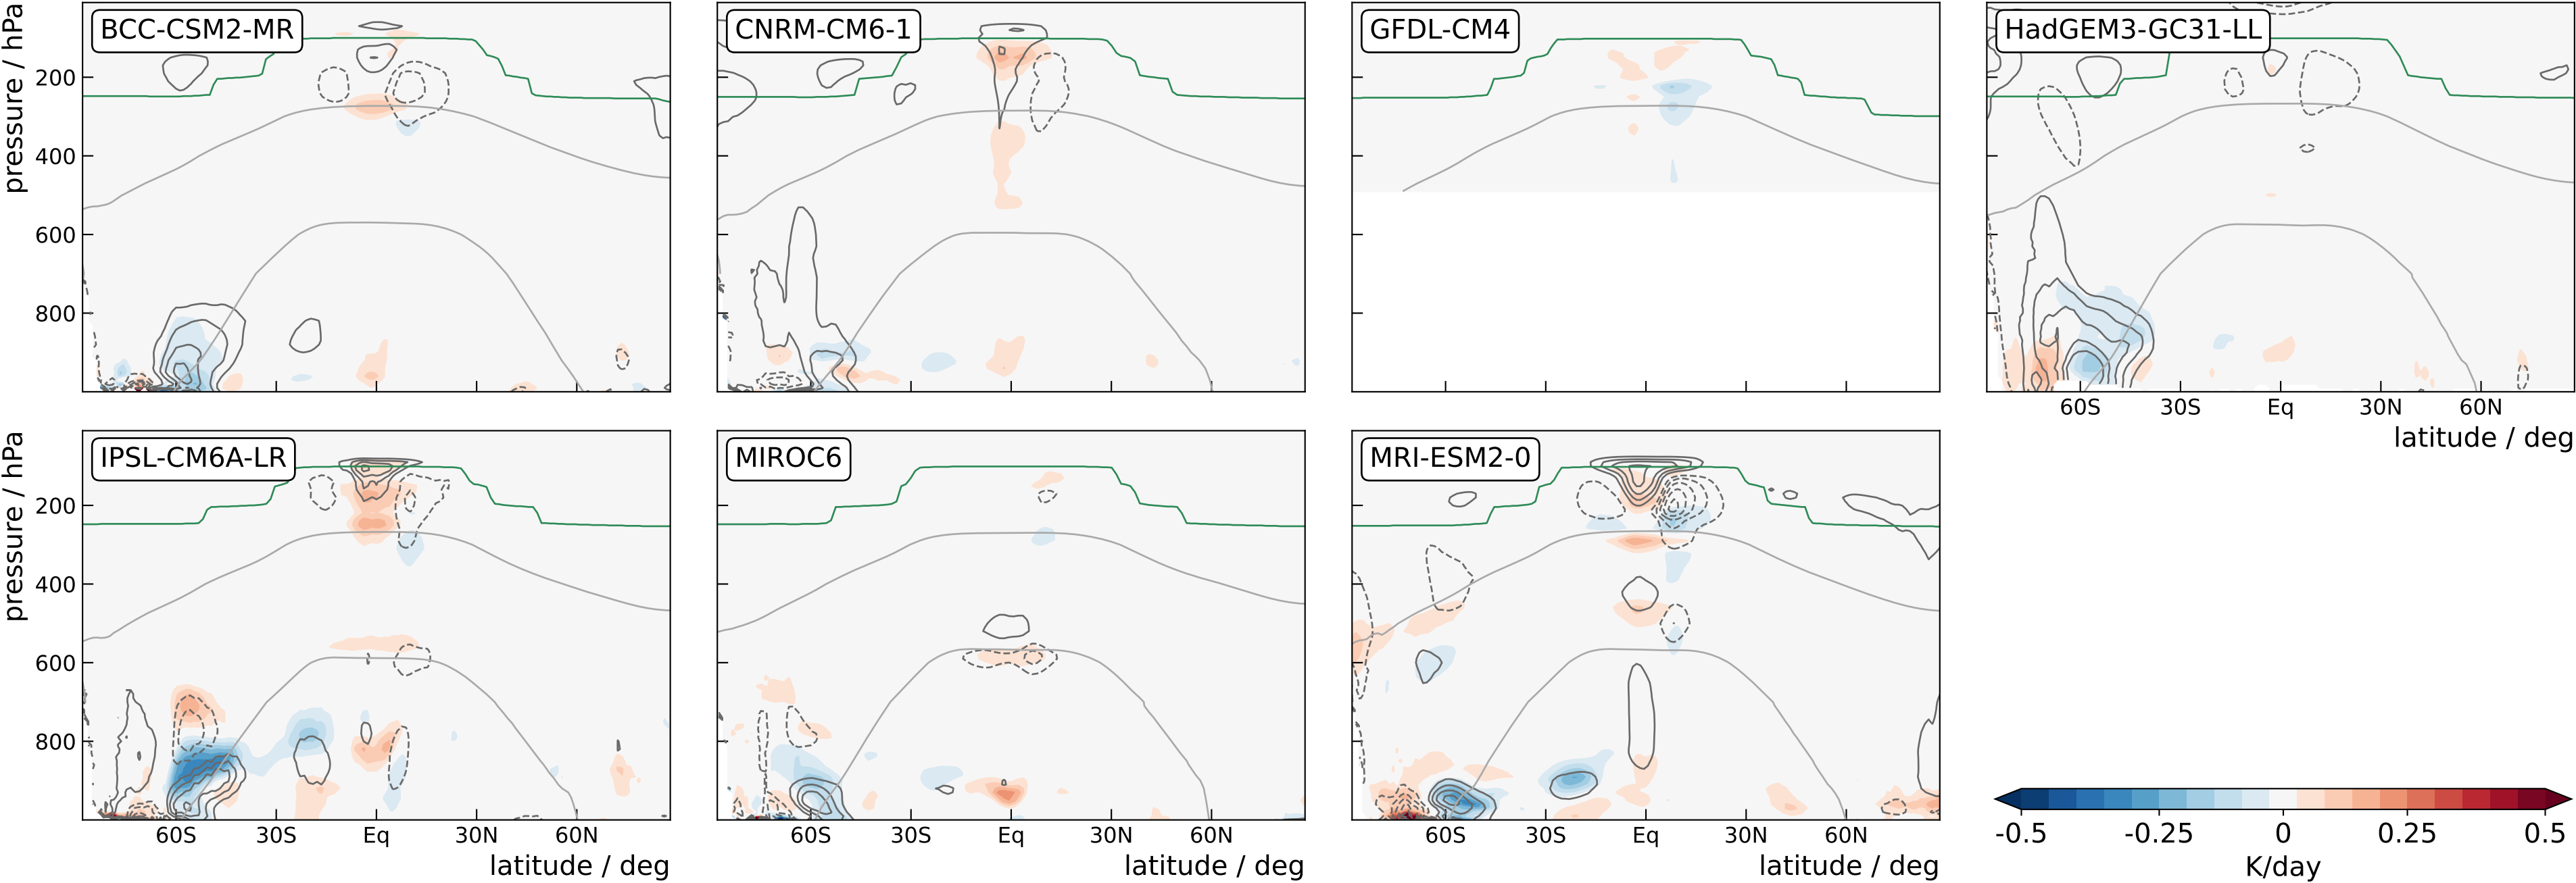 BCC-CSM2-MR
CNRM-CM6-1
GFDL-CM4
HadGEM3-GC31-LL
pressure / hPa
200
400
600
800
60S 30S Eq 30N 60N
latitude / deg
IPSL-CM6A-LR
MIROC6
MRI-ESM2-0
pressure / hPa
200
400
600
800
60S 30S Eq 30N 60N
latitude / deg
60S 30S Eq 30N 60N
latitude / deg
60S 30S Eq 30N 60N
latitude / deg
-0.5 -0.25 0 0.25 0.5
K/day